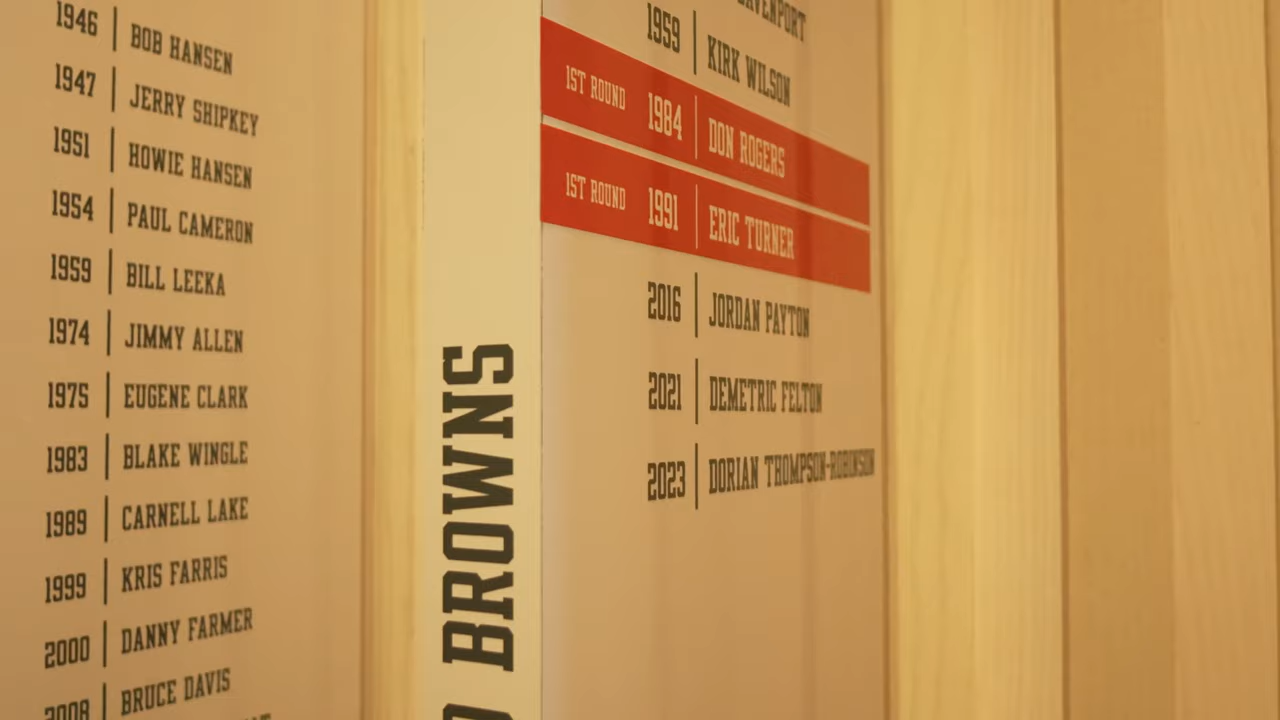 1946 | BOB HANSEN
1947 | JERRY SHIPKEY
1951 | HOWIE HANSEN
1954 | PAUL CAMERON
1959 | BILL LEEKA
1974 | JIMMY ALLEN
1975 | EUGENE CLARK
1983 | BLAKE WINGLE
1989 | CARNELL LAKE
1999 | KRIS FARRIS
2000 | DANNY FARMER
2008 | BRUCE DAVIS
BROWNS
1959 | KIRK WILSON
1ST ROUND 1984 | DON ROGERS
1ST ROUND 1991 | ERIC TURNER
2016 | JORDAN PAYTON
2021 | DEMETRIC FELTON
2023 | DORIAN THOMPSON-ROBINSON